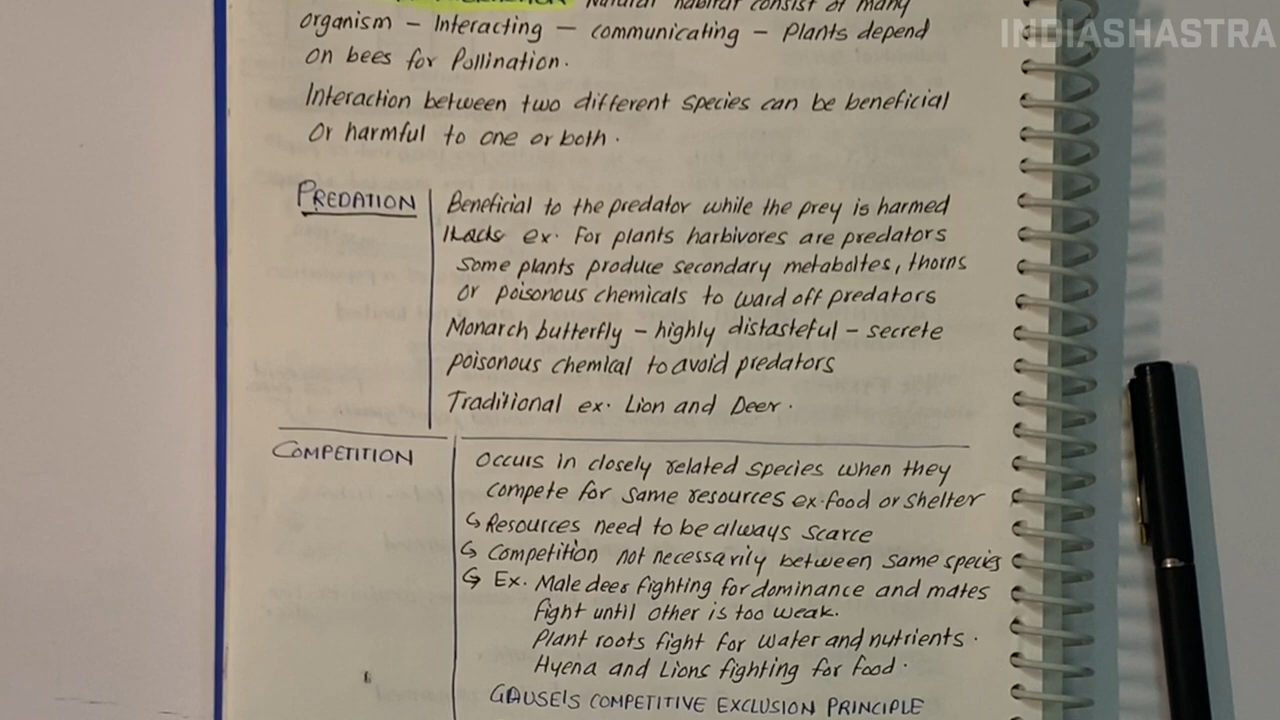 Natural habitat consist of many
INDIASHASTRA
organism – Interacting – communicating – Plants depend
on bees for Pollination.
Interaction between two different species can be beneficial
Or harmful to one or both.
PREDATION
Beneficial to the predator while the prey is harmed
ex. For plants harbivores are predators
some plants produce secondary metaboltes, thorns
or poisonous chemicals to ward off predators
Monarch butterfly – highly distasteful – secrete
poisonous chemical to avoid predators
Traditional ex. Lion and Deer.
COMPETITION
Occurs in closely related species when they
compete for same resources ex. food or shelter
↳ Resources need to be always scarce
↳ Competition not necessarily between same species
↳ Ex. Male deer fighting for dominance and mates
fight until other is too weak.
Plant roots fight for water and nutrients.
Hyena and Lions fighting for food.
GAUSE'S COMPETITIVE EXCLUSION PRINCIPLE